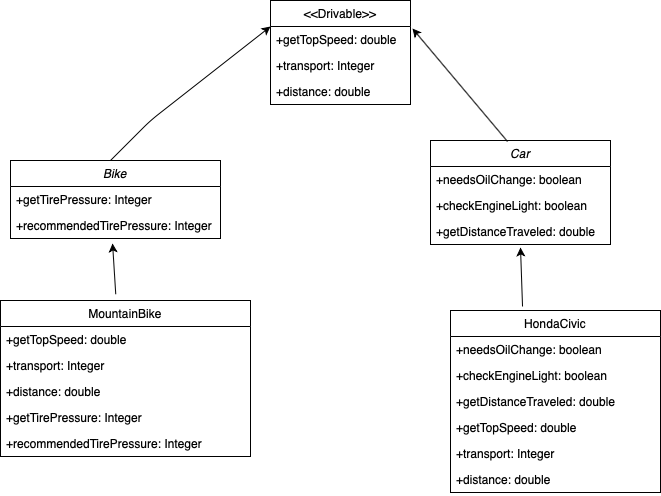 <<Drivable>>
+getTopSpeed: double
+transport: Integer
+distance: double
Bike
+getTirePressure: Integer
+recommendedTirePressure: Integer
Car
+needsOilChange: boolean
+checkEngineLight: boolean
+getDistanceTraveled: double
MountainBike
+getTopSpeed: double
+transport: Integer
+distance: double
+getTirePressure: Integer
+recommendedTirePressure: Integer
HondaCivic
+needsOilChange: boolean
+checkEngineLight: boolean
+getDistanceTraveled: double
+getTopSpeed: double
+transport: Integer
+distance: double